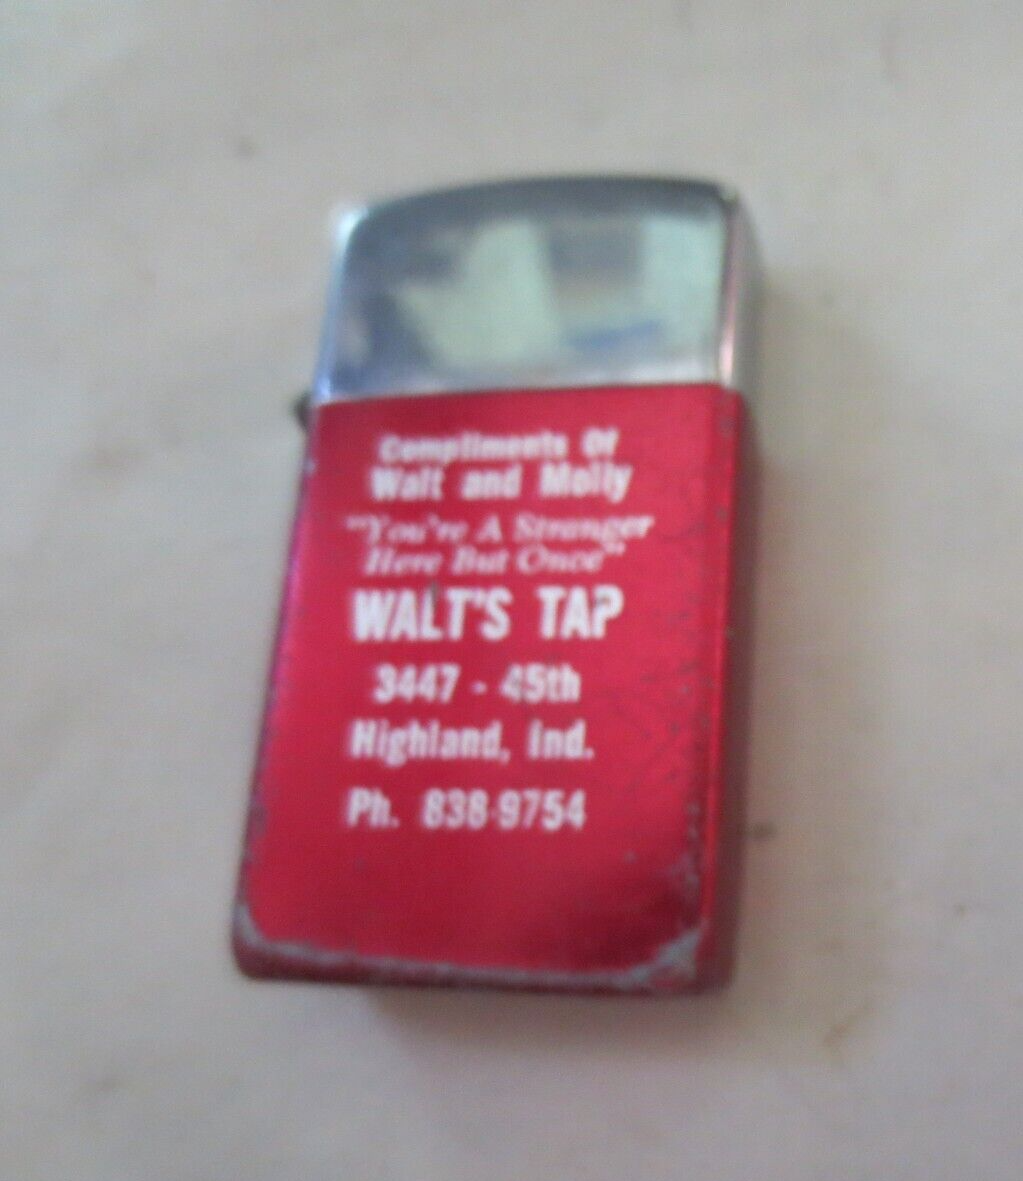 Compliments Of
Walt and Molly
"You're A Stranger
Here But Once"
WALT'S TAP
3447 - 45th
Highland, Ind.
Ph. 838-9754